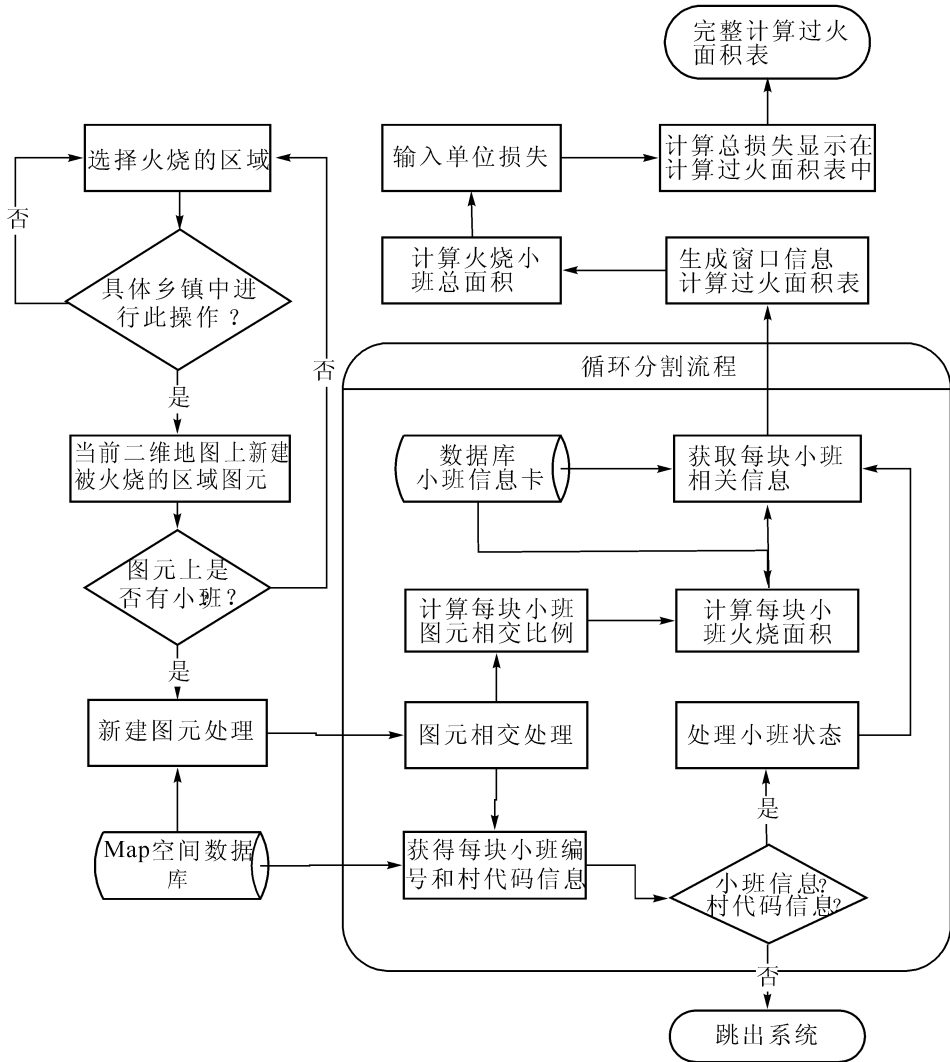 完整计算过火
面积表
选择火烧的区域
输入单位损失
计算总损失显示在
计算过火面积表中
否
具体乡镇中进
行此操作？
计算火烧小
班总面积
生成窗口信息
计算过火面积表
否
循环分割流程
是
当前二维地图上新建
被火烧的区域图元
数据库
小班信息卡
获取每块小班
相关信息
图元上是
否有小班？
计算每块小班
图元相交比例
计算每块小
班火烧面积
是
新建图元处理
图元相交处理
处理小班状态
是
Map空间数据
库
获得每块小班编
号和村代码信息
小班信息？
村代码信息？
否
跳出系统